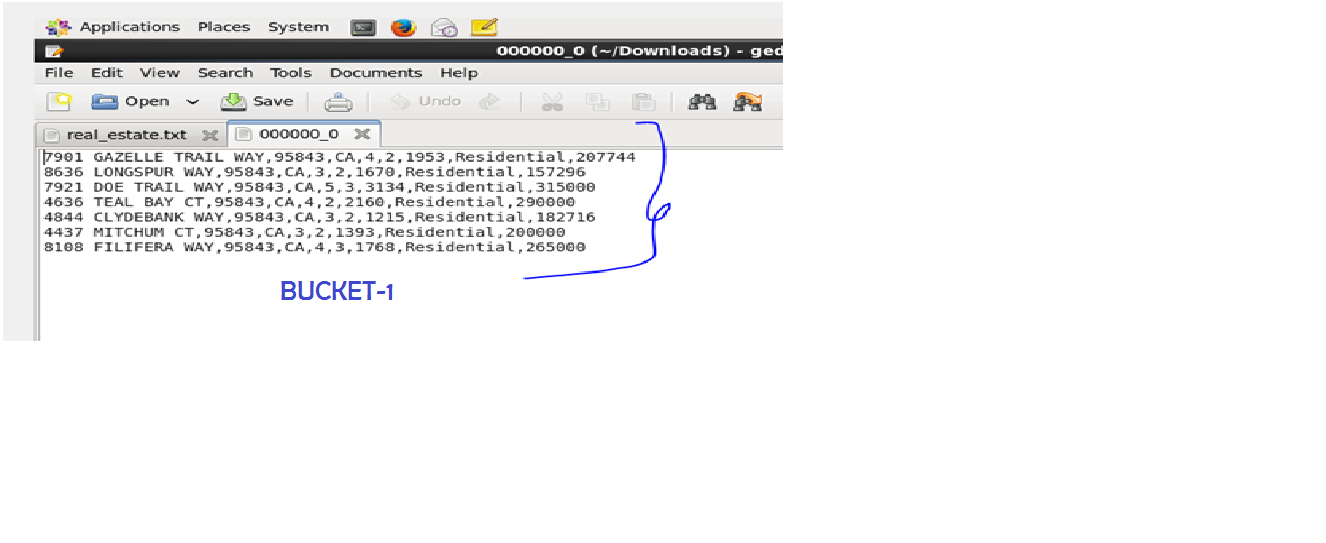 Applications Places System
000000_0 (~/Downloads) - ged
File Edit View Search Tools Documents Help
Open Save Undo
real_estate.txt 000000_0
7901 GAZELLE TRAIL WAY,95843,CA,4,2,1953,Residential,207744
8636 LONGSPUR WAY,95843,CA,3,2,1670,Residential,157296
7921 DOE TRAIL WAY,95843,CA,5,3,3134,Residential,315000
4636 TEAL BAY CT,95843,CA,4,2,2160,Residential,290000
4844 CLYDEBANK WAY,95843,CA,3,2,1215,Residential,182716
4437 MITCHUM CT,95843,CA,3,2,1393,Residential,200000
8108 FILIFERA WAY,95843,CA,4,3,1768,Residential,265000
BUCKET-1